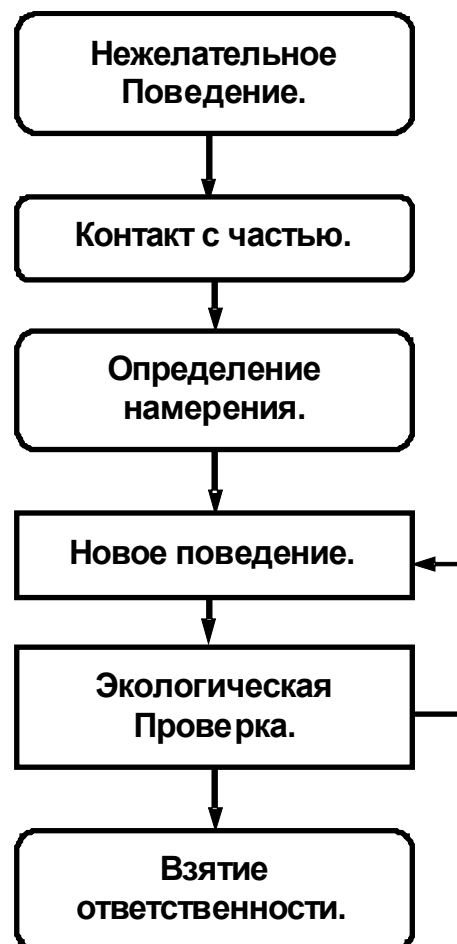 Нежелательное
Поведение.
Контакт с частью.
Определение
намерения.
Новое поведение.
Экологическая
Проверка.
Взятие
ответственности.